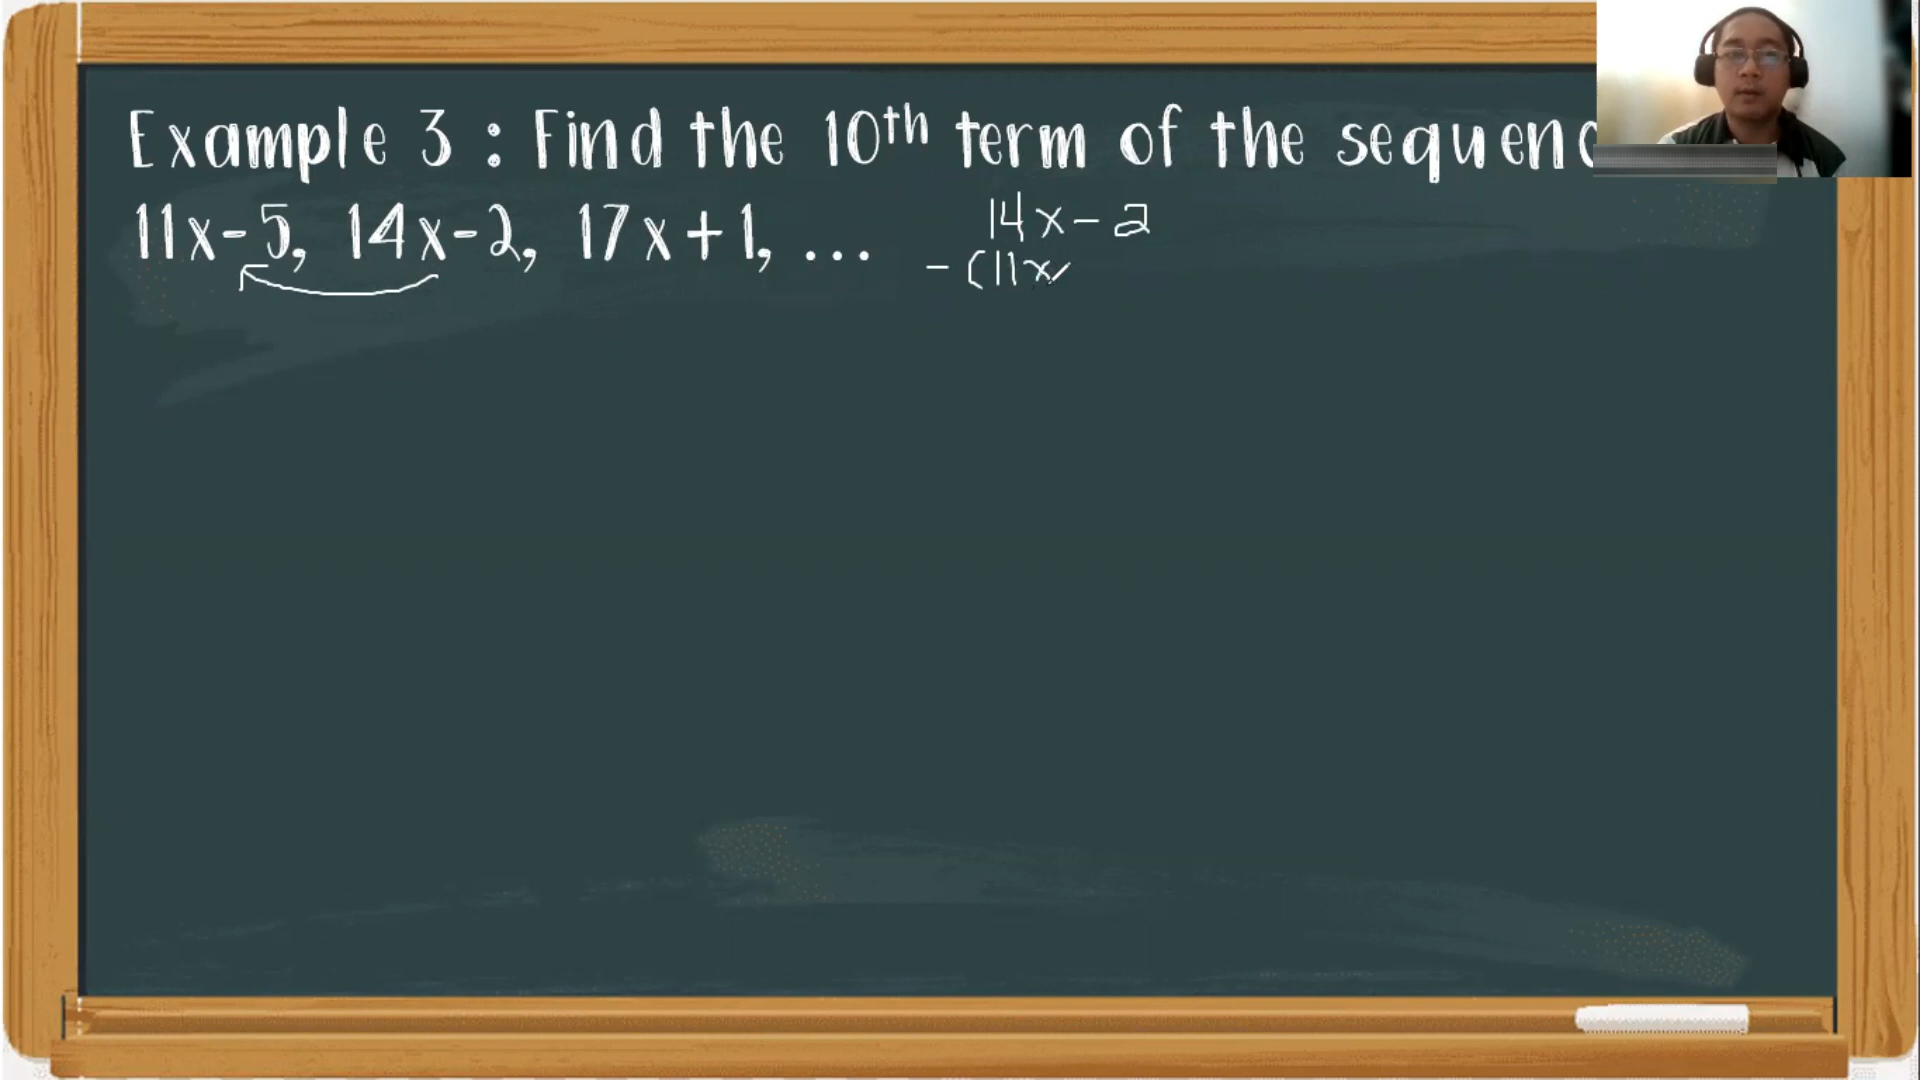 Example 3 : Find the 10th term of the sequenc
11x-5, 14x-2, 17x+1, ...
14x-2
-(11x